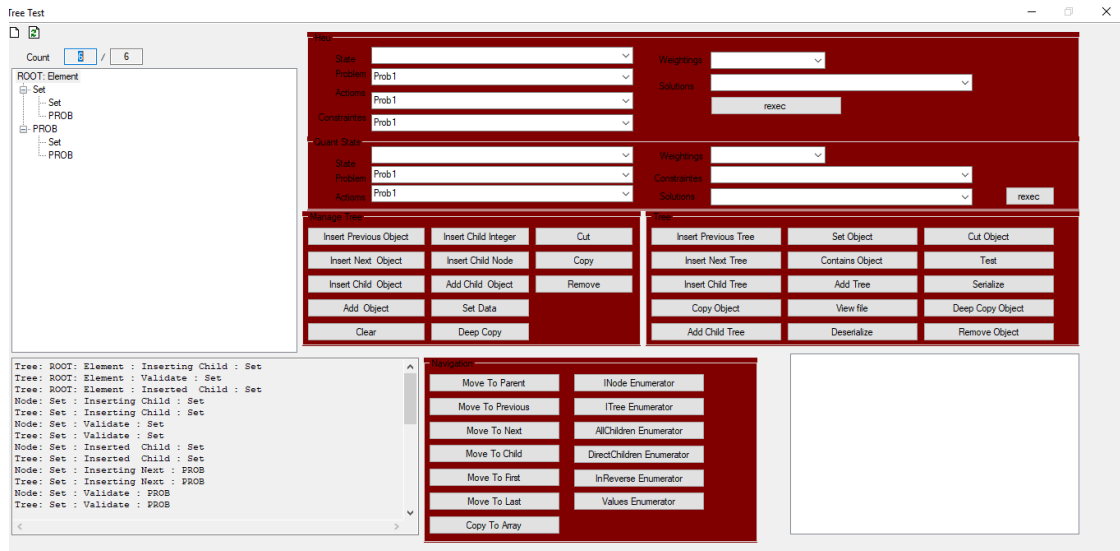 Tree Test
Count 6 / 6
ROOT: Element
Set
Set
PROB
PROB
Set
PROB
State
Problem Prob1
Actions Prob1
Constraintes Prob1
Weightings
Solutions
rexec
Quant State
State
Problem Prob1
Actions Prob1
Weightings
Constraintes
Solutions
rexec
Manage Tree
Insert Previous Object Insert Child Integer Cut
Insert Next Object Insert Child Node Copy
Insert Child Object Add Child Object Remove
Add Object Set Data
Clear Deep Copy
Tree
Insert Previous Tree Set Object Cut Object
Insert Next Tree Contains Object Test
Insert Child Tree Add Tree Serialize
Copy Object View file Deep Copy Object
Add Child Tree Deserialize Remove Object
Tree: ROOT: Element : Inserting Child : Set
Tree: ROOT: Element : Validate : Set
Tree: ROOT: Element : Inserted Child : Set
Node: Set : Inserting Child : Set
Tree: Set : Inserting Child : Set
Node: Set : Validate : Set
Tree: Set : Validate : Set
Node: Set : Inserted Child : Set
Tree: Set : Inserted Child : Set
Node: Set : Inserting Next : PROB
Tree: Set : Inserting Next : PROB
Node: Set : Validate : PROB
Tree: Set : Validate : PROB
Navigation
Move To Parent INode Enumerator
Move To Previous ITree Enumerator
Move To Next AllChildren Enumerator
Move To Child DirectChildren Enumerator
Move To First InReverse Enumerator
Move To Last Values Enumerator
Copy To Array